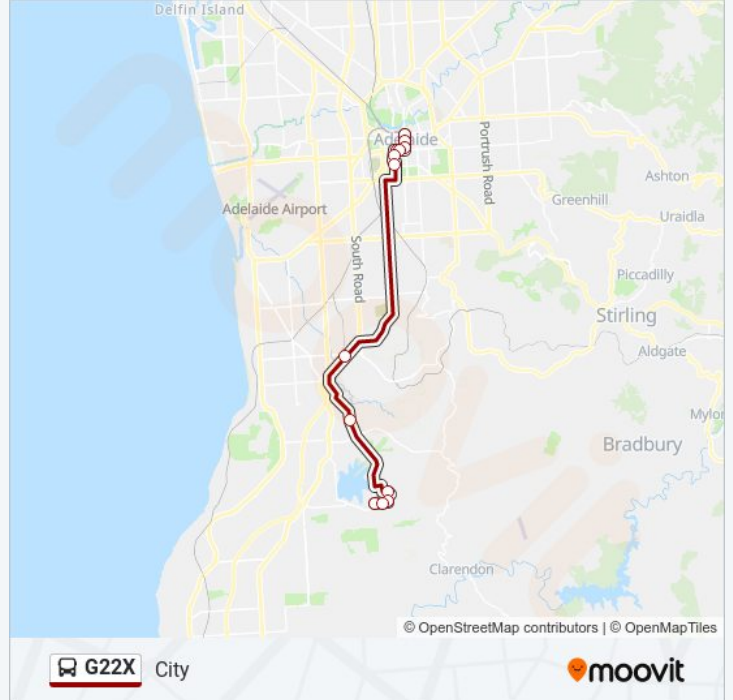 Delfin Island
Adelaide
Portrush Road
Ashton
Greenhill
Adelaide Airport
Uraidla
South Road
Piccadilly
Stirling
Aldgate
Mylor
Bradbury
Clarendon
© OpenStreetMap contributors | © OpenMapTiles
G22X City
moovit